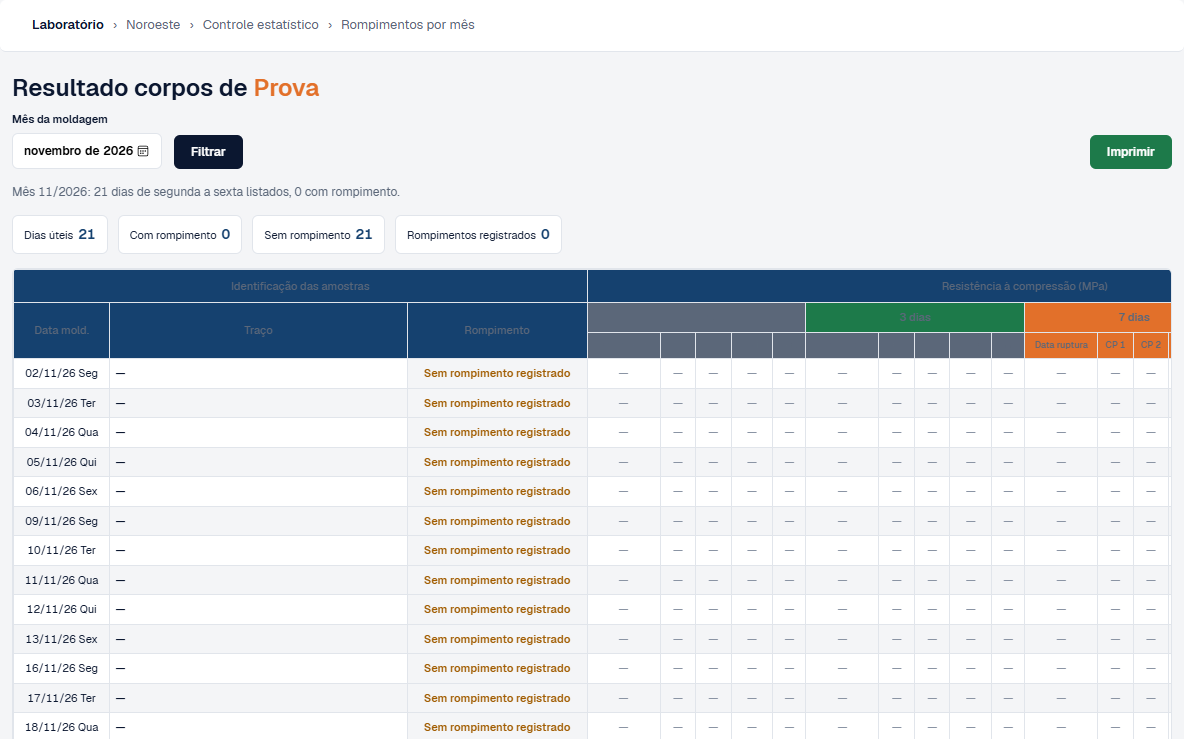 Laboratório › Noroeste › Controle estatístico › Rompimentos por mês
Resultado corpos de Prova
Mês da moldagem
novembro de 2026 Filtrar Imprimir
Mês 11/2026: 21 dias de segunda a sexta listados, 0 com rompimento.
Dias úteis 21 Com rompimento 0 Sem rompimento 21 Rompimentos registrados 0
Identificação das amostras Resistência à compressão (MPa)
3 dias 7 dias
Data mold. Traço Rompimento
Data ruptura CP 1 CP 2
02/11/26 Seg — Sem rompimento registrado — — — — — — — — — — — — —
03/11/26 Ter — Sem rompimento registrado — — — — — — — — — — — — —
04/11/26 Qua — Sem rompimento registrado — — — — — — — — — — — — —
05/11/26 Qui — Sem rompimento registrado — — — — — — — — — — — — —
06/11/26 Sex — Sem rompimento registrado — — — — — — — — — — — — —
09/11/26 Seg — Sem rompimento registrado — — — — — — — — — — — — —
10/11/26 Ter — Sem rompimento registrado — — — — — — — — — — — — —
11/11/26 Qua — Sem rompimento registrado — — — — — — — — — — — — —
12/11/26 Qui — Sem rompimento registrado — — — — — — — — — — — — —
13/11/26 Sex — Sem rompimento registrado — — — — — — — — — — — — —
16/11/26 Seg — Sem rompimento registrado — — — — — — — — — — — — —
17/11/26 Ter — Sem rompimento registrado — — — — — — — — — — — — —
18/11/26 Qua — Sem rompimento registrado — — — — — — — — — — — — —